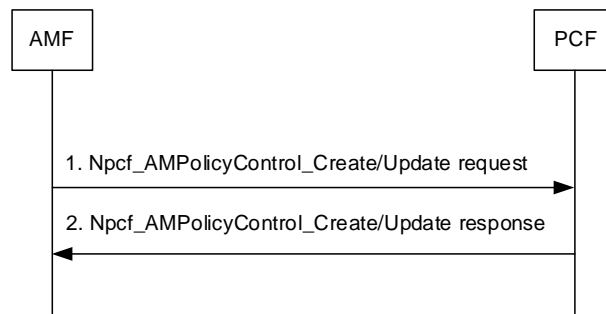 AMF
PCF
1. Npcf_AMPolicyControl_Create/Update request
2. Npcf_AMPolicyControl_Create/Update response